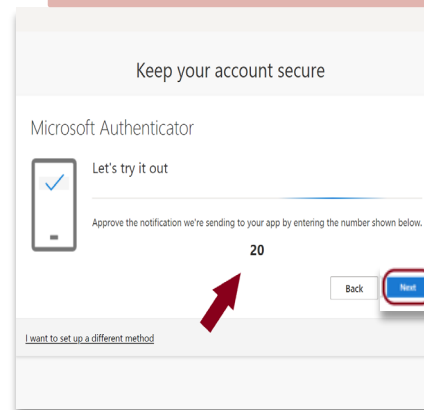 Keep your account secure
Microsoft Authenticator
Let's try it out
Approve the notification we're sending to your app by entering the number shown below.
20
Back
Next
I want to set up a different method